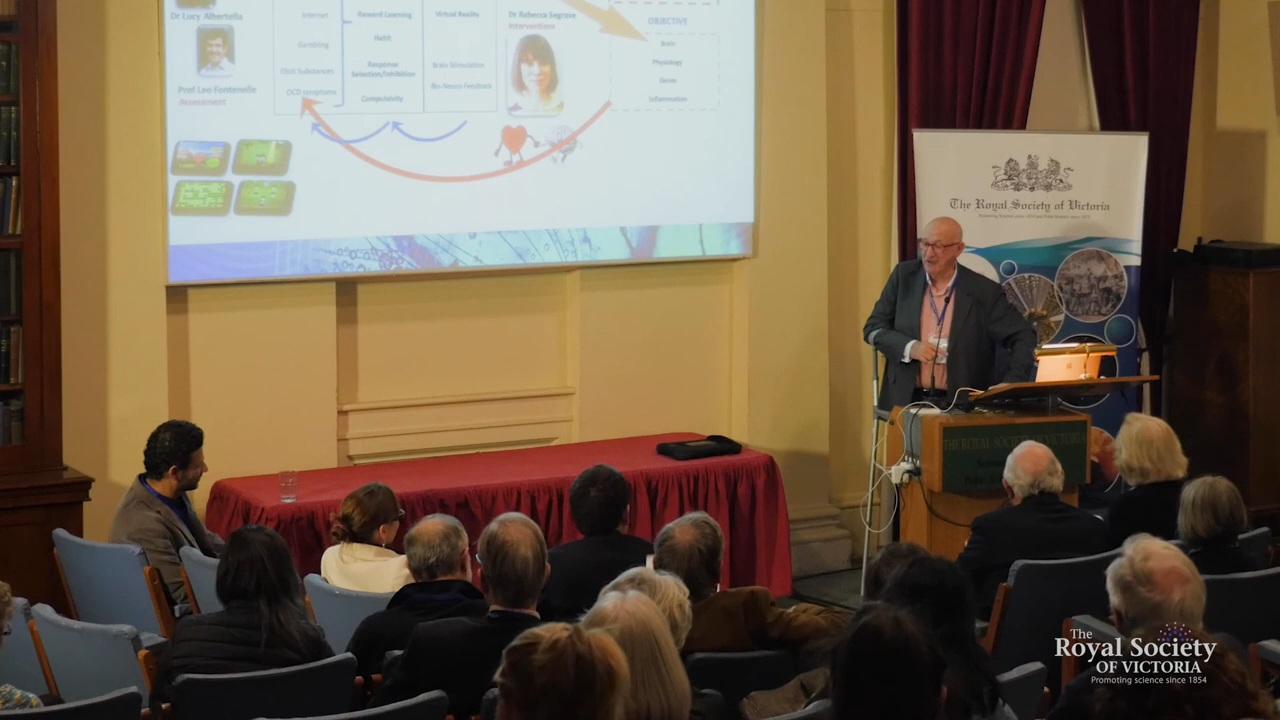 Dr Lucy Albertella
Prof Leo Fontenelle
Assessment
Internet
Gambling
Illicit Substances
OCD symptoms
Reward Learning
Habit
Response
Selection/Inhibition
Compulsivity
Virtual Reality
Brain Stimulation
Bio-Neuro Feedback
Dr Rebecca Segrave
Interventions
OBJECTIVE
Brain
Physiology
Genes
Inflammation
The Royal Society of Victoria
THE ROYAL SOCIETY OF VICTORIA
The
Royal Society
OF VICTORIA
Promoting science since 1854